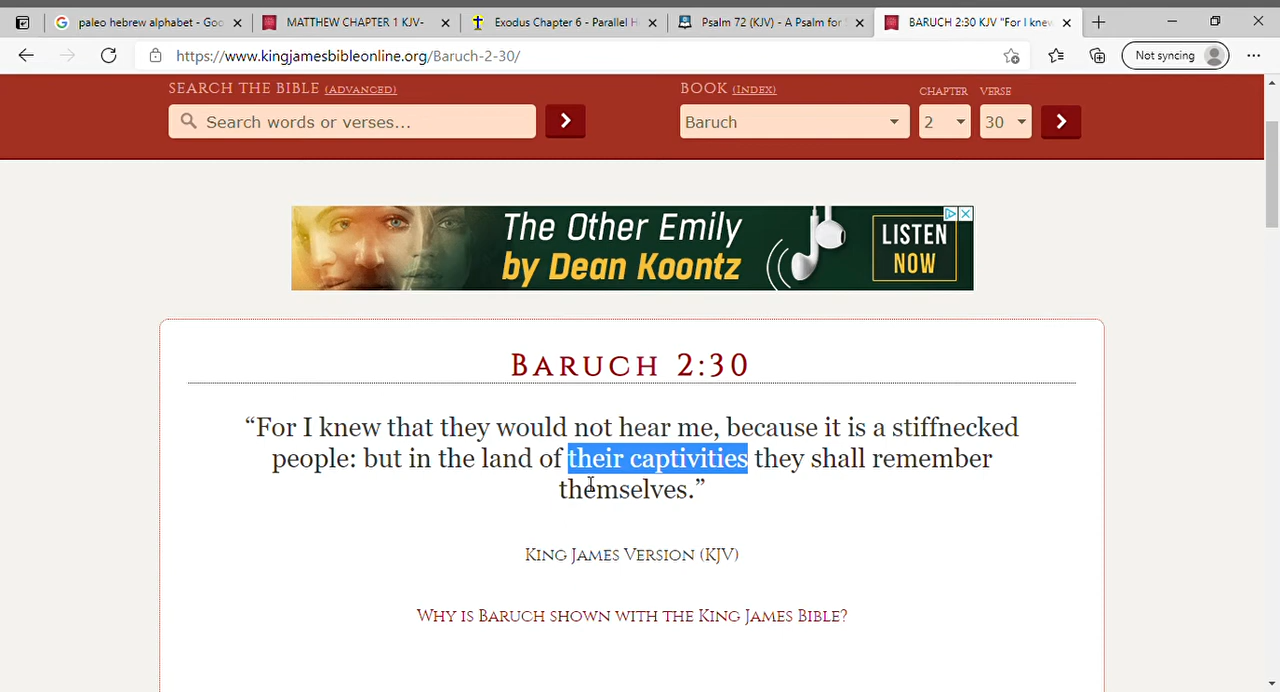 paleo hebrew alphabet - Goo
MATTHEW CHAPTER 1 KJV-
Exodus Chapter 6 - Parallel H
Psalm 72 (KJV) - A Psalm for S
BARUCH 2:30 KJV "For I knew
https://www.kingjamesbibleonline.org/Baruch-2-30/
Not syncing
SEARCH THE BIBLE (ADVANCED)
BOOK (INDEX)
CHAPTER
VERSE
Search words or verses...
Baruch
2
30
The Other Emily
by Dean Koontz
LISTEN
NOW
BARUCH 2:30
“For I knew that they would not hear me, because it is a stiffnecked
people: but in the land of their captivities they shall remember
themselves.”
KING JAMES VERSION (KJV)
WHY IS BARUCH SHOWN WITH THE KING JAMES BIBLE?